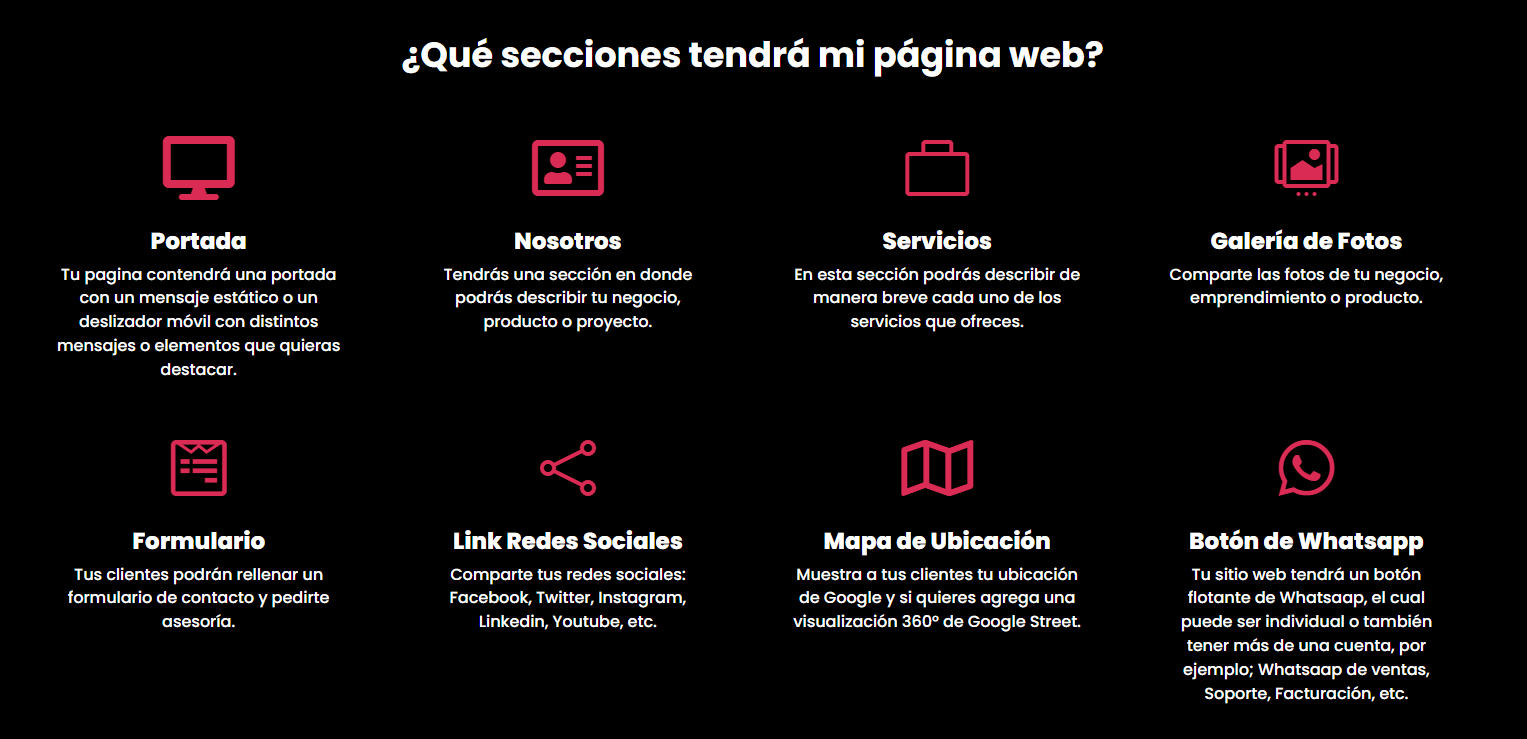 ¿Qué secciones tendrá mi página web?
Portada
Tu pagina contendrá una portada
con un mensaje estático o un
deslizador móvil con distintos
mensajes o elementos que quieras
destacar.
Nosotros
Tendrás una sección en donde
podrás describir tu negocio,
producto o proyecto.
Servicios
En esta sección podrás describir de
manera breve cada uno de los
servicios que ofreces.
Galería de Fotos
Comparte las fotos de tu negocio,
emprendimiento o producto.
Formulario
Tus clientes podrán rellenar un
formulario de contacto y pedirte
asesoría.
Link Redes Sociales
Comparte tus redes sociales:
Facebook, Twitter, Instagram,
Linkedin, Youtube, etc.
Mapa de Ubicación
Muestra a tus clientes tu ubicación
de Google y si quieres agrega una
visualización 360º de Google Street.
Botón de Whatsapp
Tu sitio web tendrá un botón
flotante de Whatsaap, el cual
puede ser individual o también
tener más de una cuenta, por
ejemplo; Whatsaap de ventas,
Soporte, Facturación, etc.